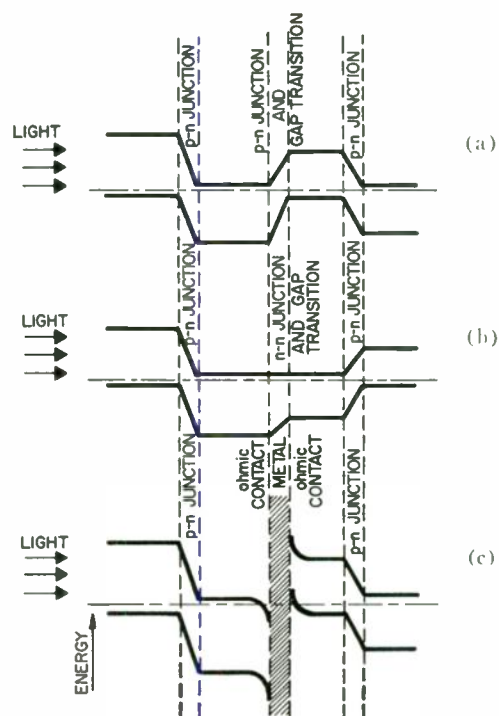 p-n JUNCTION
p-n JUNCTION
AND
GAP TRANSITION
p-n JUNCTION
LIGHT
(a)
p-n JUNCTION
n-n JUNCTION
AND GAP
TRANSITION
p-n JUNCTION
LIGHT
(b)
p-n JUNCTION
ohmic
CONTACT
METAL
ohmic
CONTACT
p-n JUNCTION
LIGHT
(c)
ENERGY